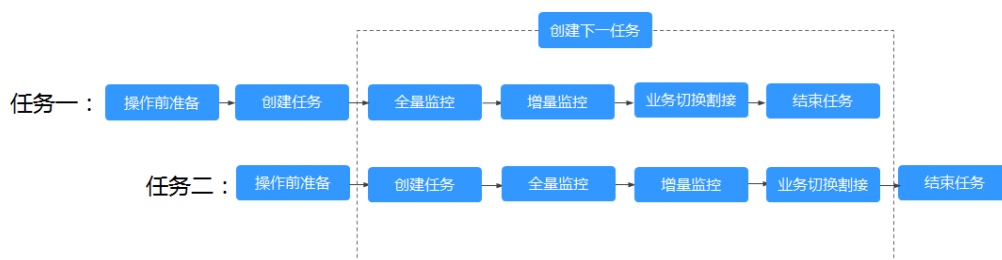 创建下一任务
任务一： 操作前准备 创建任务 全量监控 增量监控 业务切换割接 结束任务
任务二： 操作前准备 创建任务 全量监控 增量监控 业务切换割接 结束任务